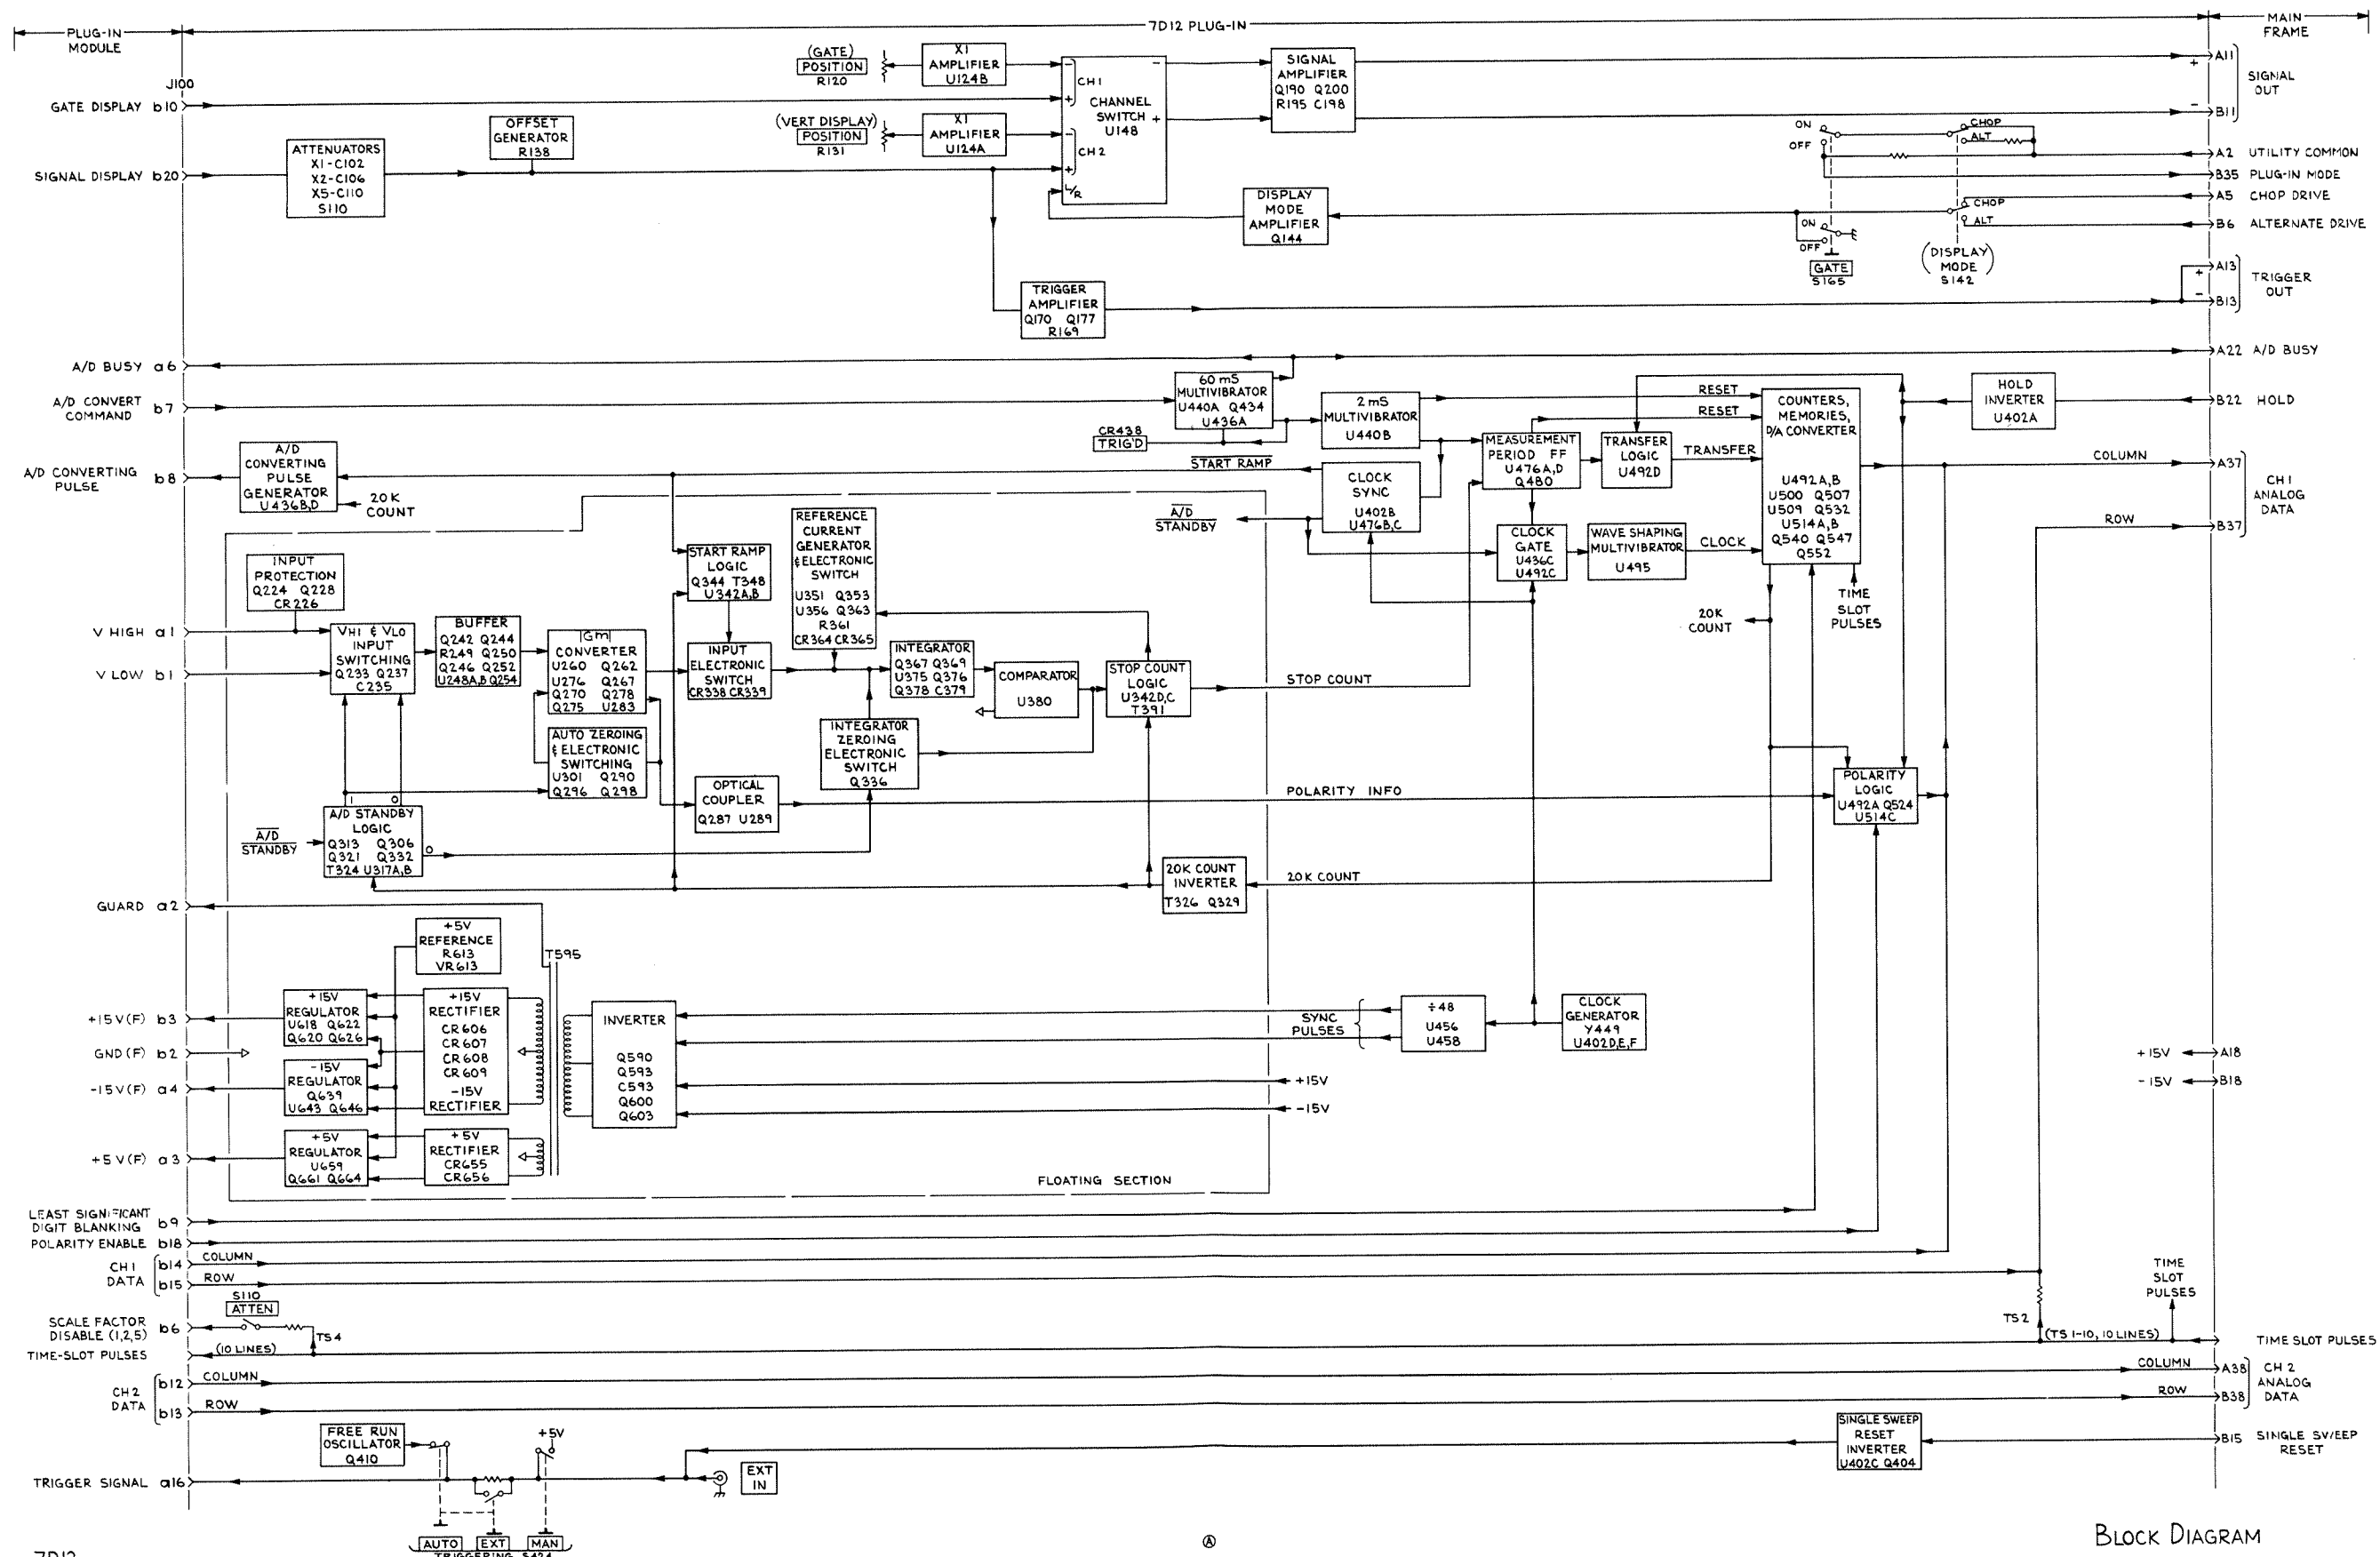 PLUG-IN
MODULE
7D12 PLUG-IN
MAIN
FRAME
J100
GATE DISPLAY b10
SIGNAL DISPLAY b20
ATTENUATORS
X1-C102
X2-C106
X5-C110
S110
OFFSET
GENERATOR
R138
(GATE)
POSITION
R120
X1
AMPLIFIER
U124B
(VERT DISPLAY)
POSITION
R131
X1
AMPLIFIER
U124A
-
+
CH1
-
+
CH2
L/R
CHANNEL
SWITCH
U148
-
+
SIGNAL
AMPLIFIER
Q190 Q200
R195 C198
A11
+
-
B11
SIGNAL
OUT
ON
OFF
CHOP
ALT
A2 UTILITY COMMON
B35 PLUG-IN MODE
A5 CHOP DRIVE
B6 ALTERNATE DRIVE
CHOP
ALT
ON
OFF
GATE
S165
(DISPLAY)
MODE
S142
DISPLAY
MODE
AMPLIFIER
Q144
TRIGGER
AMPLIFIER
Q170 Q177
R169
A13
+
-
B13
TRIGGER
OUT
A/D BUSY a6
A22 A/D BUSY
A/D CONVERT
COMMAND b7
60 mS
MULTIVIBRATOR
U440A Q434
U436A
CR438
TRIG'D
2 mS
MULTIVIBRATOR
U440B
RESET
RESET
MEASUREMENT
PERIOD FF
U476A,D
Q480
TRANSFER
LOGIC
U492D
TRANSFER
COUNTERS,
MEMORIES,
D/A CONVERTER
U492A,B
U500 Q507
U509 Q532
U514A,B
Q540 Q547
Q552
HOLD
INVERTER
U402A
B22 HOLD
A/D CONVERTING
PULSE b8
A/D
CONVERTING
PULSE
GENERATOR
U436B,D
20K
COUNT
START RAMP
CLOCK
SYNC
U402B
U476B,C
A/D
STANDBY
CLOCK
GATE
U436C
U492C
WAVE SHAPING
MULTIVIBRATOR
U495
CLOCK
COLUMN
A37
CH1
ANALOG
DATA
ROW
B37
TIME
SLOT
PULSES
20K
COUNT
INPUT
PROTECTION
Q224 Q228
CR226
V HIGH a1
V LOW b1
VHI & VLO
INPUT
SWITCHING
Q233 Q237
C235
BUFFER
Q242 Q244
R249 Q250
Q246 Q252
U248A,B Q254
|Gm|
CONVERTER
U260 Q262
U276 Q267
Q270 Q278
Q275 U283
START RAMP
LOGIC
Q344 T348
U342A,B
INPUT
ELECTRONIC
SWITCH
CR338 CR339
REFERENCE
CURRENT
GENERATOR
& ELECTRONIC
SWITCH
U351 Q353
U356 Q363
R361
CR364 CR365
INTEGRATOR
Q367 Q369
U375 Q376
Q378 C379
COMPARATOR
U380
STOP COUNT
LOGIC
U342D,C
T391
STOP COUNT
AUTO ZEROING
& ELECTRONIC
SWITCHING
U301 Q290
Q296 Q298
INTEGRATOR
ZEROING
ELECTRONIC
SWITCH
Q336
OPTICAL
COUPLER
Q287 U289
POLARITY INFO
POLARITY
LOGIC
U492A Q524
U514C
A/D
STANDBY
1
0
A/D STANDBY
LOGIC
Q313 Q306
Q321 Q332
T324 U317A,B
0
20K COUNT
INVERTER
T326 Q329
20K COUNT
GUARD a2
+5V
REFERENCE
R613
VR613
T595
+15V(F) b3
GND(F) b2
-15V(F) a4
+5V(F) a3
+15V
REGULATOR
U618 Q622
Q620 Q626
-15V
REGULATOR
Q639
U643 Q646
+5V
REGULATOR
U659
Q661 Q664
+15V
RECTIFIER
CR606
CR607
CR608
CR609
-15V
RECTIFIER
+5V
RECTIFIER
CR655
CR656
INVERTER
Q590
Q593
C593
Q600
Q603
SYNC
PULSES
÷48
U456
U458
CLOCK
GENERATOR
Y449
U402D,E,F
+15V
-15V
+15V A18
-15V B18
FLOATING SECTION
LEAST SIGNIFICANT
DIGIT BLANKING b9
POLARITY ENABLE b18
CH1
DATA
b14 COLUMN
b15 ROW
S110
ATTEN
SCALE FACTOR
DISABLE (1,2,5) b6
TS4
TIME-SLOT PULSES
(10 LINES)
TIME
SLOT
PULSES
TS2
(TS 1-10, 10 LINES)
TIME SLOT PULSES
CH2
DATA
b12 COLUMN
b13 ROW
COLUMN A38
ROW B38
CH 2
ANALOG
DATA
FREE RUN
OSCILLATOR
Q410
+5V
TRIGGER SIGNAL a16
EXT
IN
SINGLE SWEEP
RESET
INVERTER
U402C Q404
B15 SINGLE SWEEP
RESET
AUTO EXT MAN
TRIGGERING S424
A
BLOCK DIAGRAM
7D12